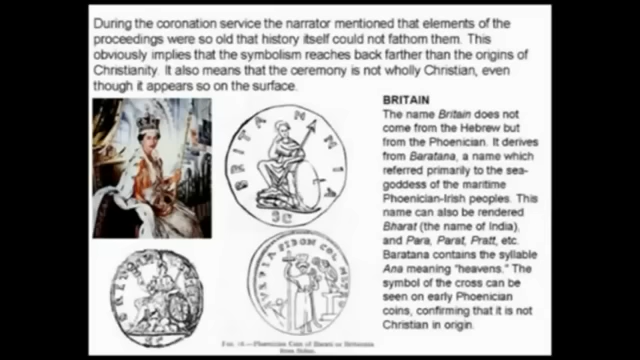 During the coronation service the narrator mentioned that elements of the
proceedings were so old that history itself could not fathom them. This
obviously implies that the symbolism reaches back farther than the origins of
Christianity. It also means that the ceremony is not wholly Christian, even
though it appears so on the surface.
BRITAIN
The name Britain does not
come from the Hebrew but
from the Phoenician. It derives
from Baratana, a name which
referred primarily to the sea-
goddess of the maritime
Phoenician-Irish peoples. This
name can also be rendered
Bharat (the name of India),
and Para, Parat, Pratt, etc.
Baratana contains the syllable
Ana meaning "heavens." The
symbol of the cross can be
seen on early Phoenician
coins, confirming that it is not
Christian in origin.
BRITANNIA
SC
SC
SIDON COL
Phoenician Coin of Barati or Britannia
from Sidon.